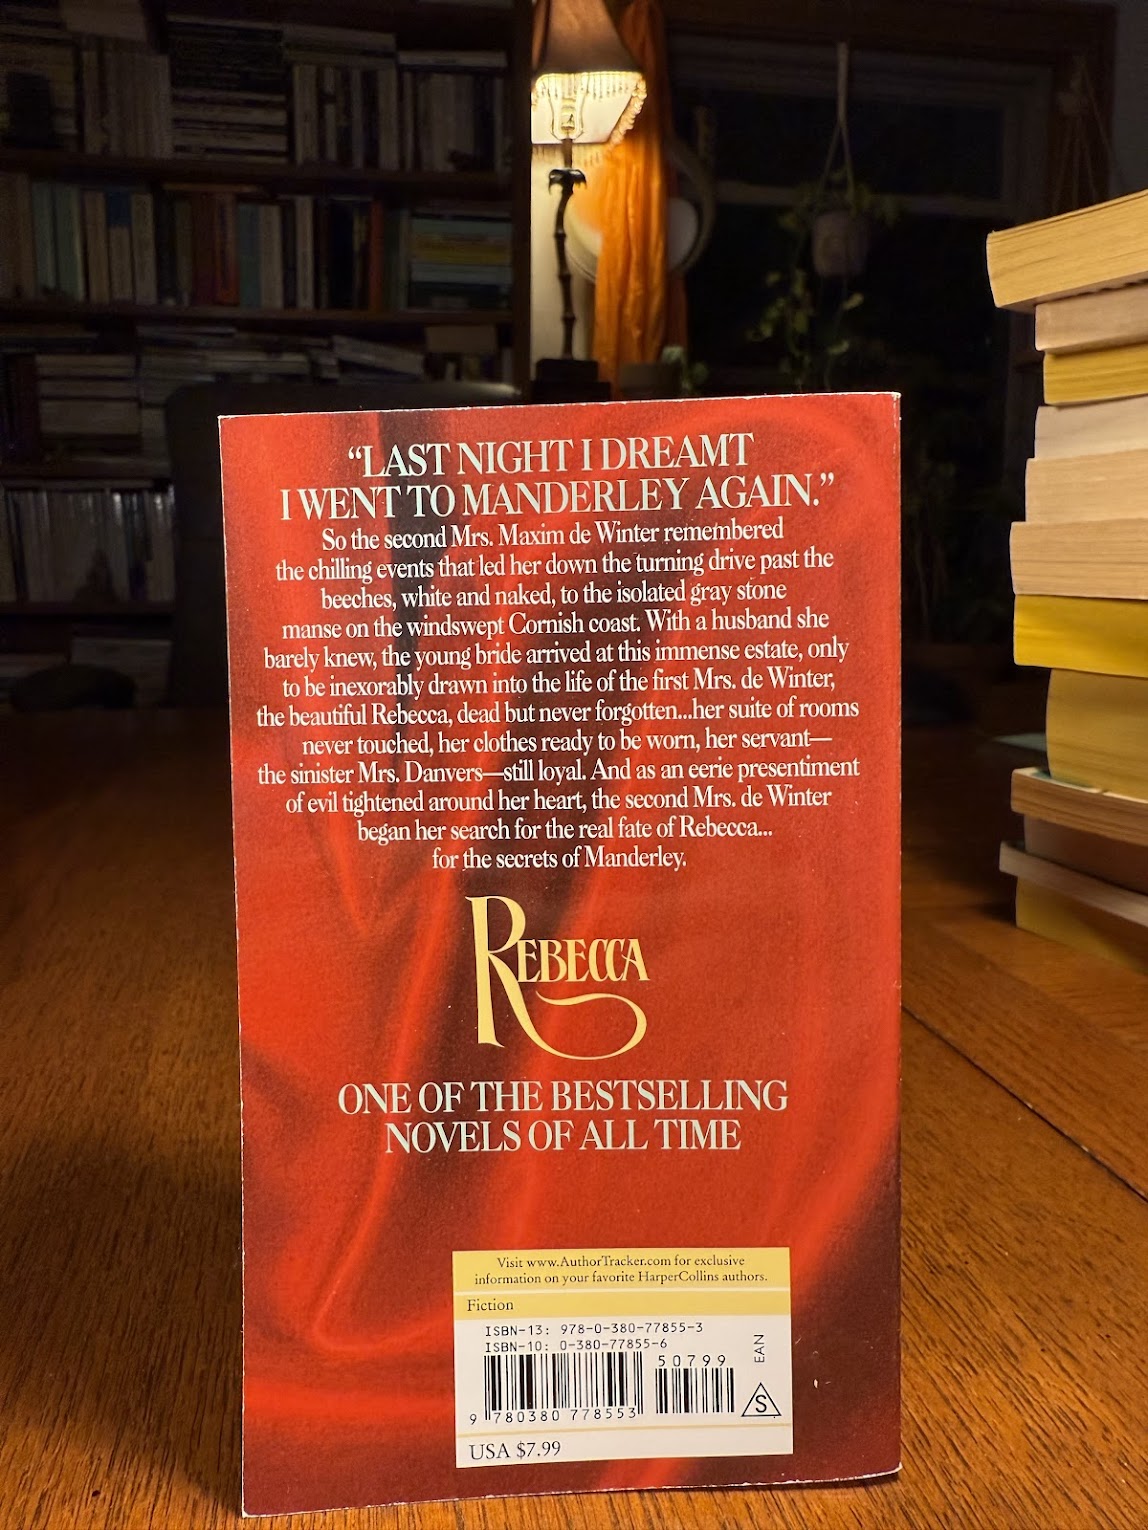 “LAST NIGHT I DREAMT
I WENT TO MANDERLEY AGAIN.”
So the second Mrs. Maxim de Winter remembered
the chilling events that led her down the turning drive past the
beeches, white and naked, to the isolated gray stone
manse on the windswept Cornish coast. With a husband she
barely knew, the young bride arrived at this immense estate, only
to be inexorably drawn into the life of the first Mrs. de Winter,
the beautiful Rebecca, dead but never forgotten...her suite of rooms
never touched, her clothes ready to be worn, her servant—
the sinister Mrs. Danvers—still loyal. And as an eerie presentiment
of evil tightened around her heart, the second Mrs. de Winter
began her search for the real fate of Rebecca...
for the secrets of Manderley.
REBECCA
ONE OF THE BESTSELLING
NOVELS OF ALL TIME
Visit www.AuthorTracker.com for exclusive
information on your favorite HarperCollins authors.
Fiction
ISBN-13: 978-0-380-77855-3
ISBN-10: 0-380-77855-6
50799
EAN
9 780380 778553
S
USA $7.99